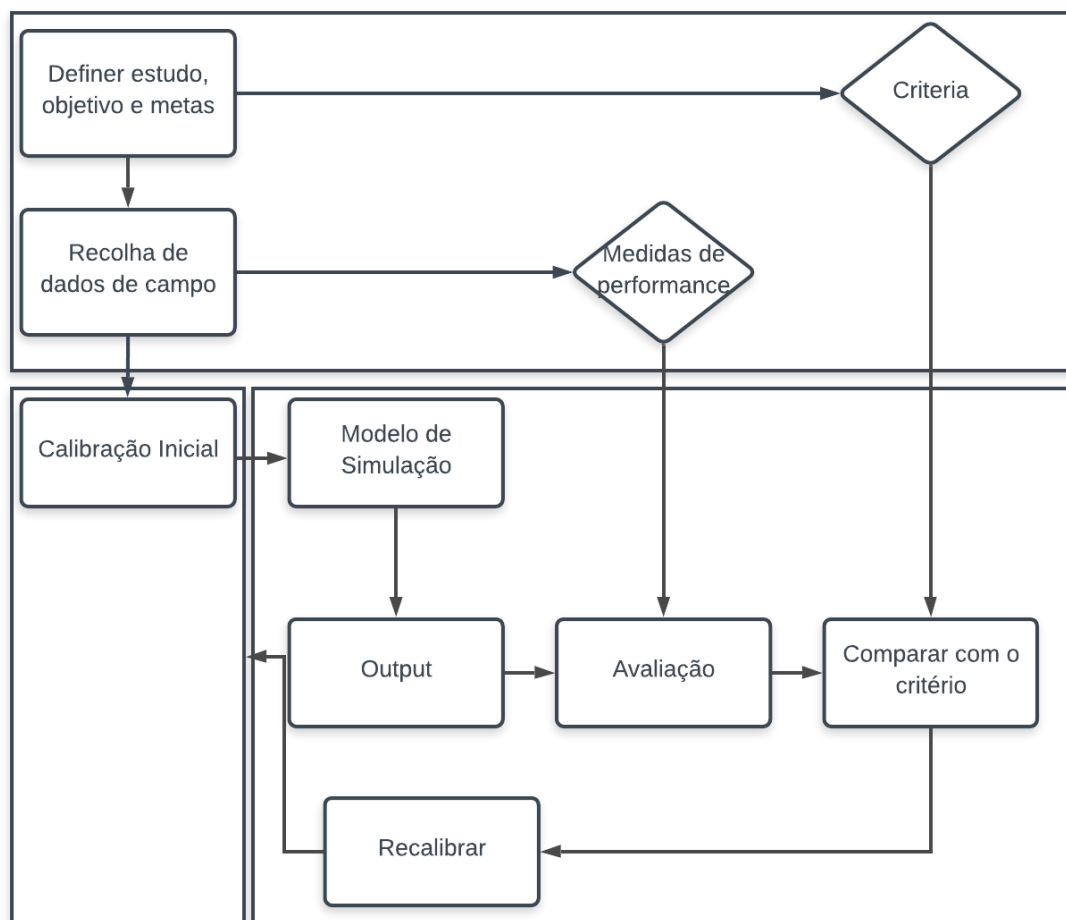 Definer estudo,
objetivo e metas
Criteria
Recolha de
dados de campo
Medidas de
performance
Calibração Inicial
Modelo de
Simulação
Output
Avaliação
Comparar com o
critério
Recalibrar